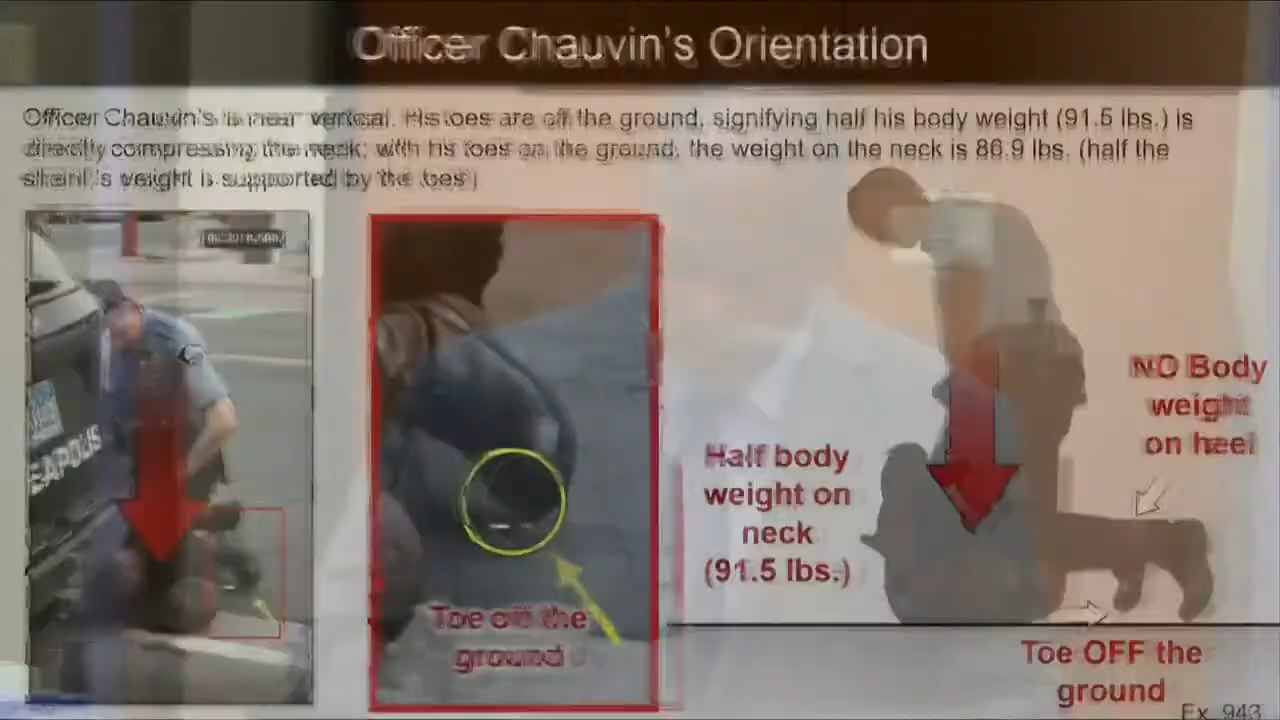 Officer Chauvin's Orientation
Officer Chauvin's is near vertical. His toes are off the ground, signifying half his body weight (91.5 lbs.) is
directly compressing the neck; with his toes on the ground, the weight on the neck is 86.9 lbs. (half the
weight is supported by the toes)
NO Body
weight
on heel
Half body
weight on
neck
(91.5 lbs.)
Toe off the
ground
Toe OFF the
ground
Ex. 943